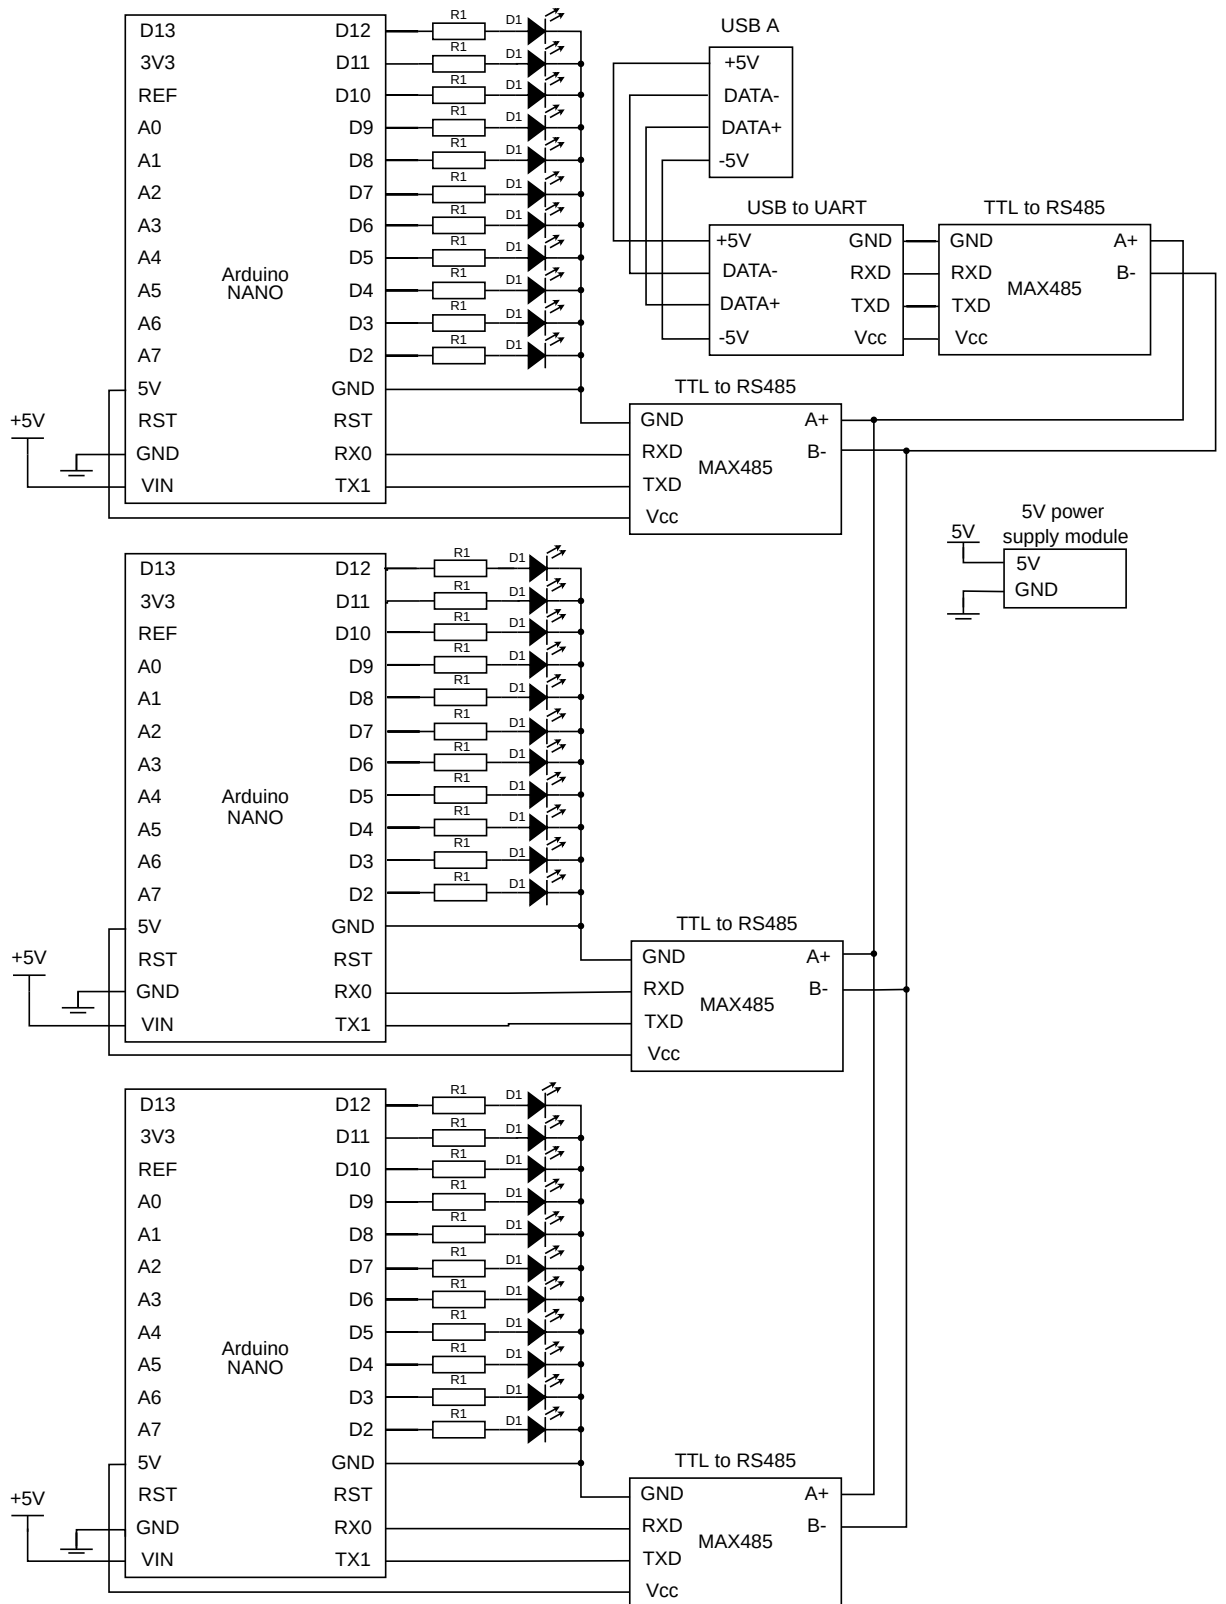 USB A
+5V
DATA-
DATA+
-5V
USB to UART
+5V
DATA-
DATA+
-5V
GND
RXD
TXD
Vcc
TTL to RS485
GND
RXD
TXD
Vcc
MAX485
A+
B-
D13 D12 R1 D1
3V3 D11 R1 D1
REF D10 R1 D1
A0 D9 R1 D1
A1 D8 R1 D1
A2 D7 R1 D1
A3 D6 R1 D1
A4 D5 R1 D1
A5 D4 R1 D1
A6 D3 R1 D1
A7 D2 R1 D1
5V GND
RST RST
GND RX0
VIN TX1
Arduino
NANO
+5V
TTL to RS485
GND
RXD
TXD
Vcc
MAX485
A+
B-
5V power
supply module
5V
5V
GND
D13 D12 R1 D1
3V3 D11 R1 D1
REF D10 R1 D1
A0 D9 R1 D1
A1 D8 R1 D1
A2 D7 R1 D1
A3 D6 R1 D1
A4 D5 R1 D1
A5 D4 R1 D1
A6 D3 R1 D1
A7 D2 R1 D1
5V GND
RST RST
GND RX0
VIN TX1
Arduino
NANO
+5V
TTL to RS485
GND
RXD
TXD
Vcc
MAX485
A+
B-
D13 D12 R1 D1
3V3 D11 R1 D1
REF D10 R1 D1
A0 D9 R1 D1
A1 D8 R1 D1
A2 D7 R1 D1
A3 D6 R1 D1
A4 D5 R1 D1
A5 D4 R1 D1
A6 D3 R1 D1
A7 D2 R1 D1
5V GND
RST RST
GND RX0
VIN TX1
Arduino
NANO
+5V
TTL to RS485
GND
RXD
TXD
Vcc
MAX485
A+
B-